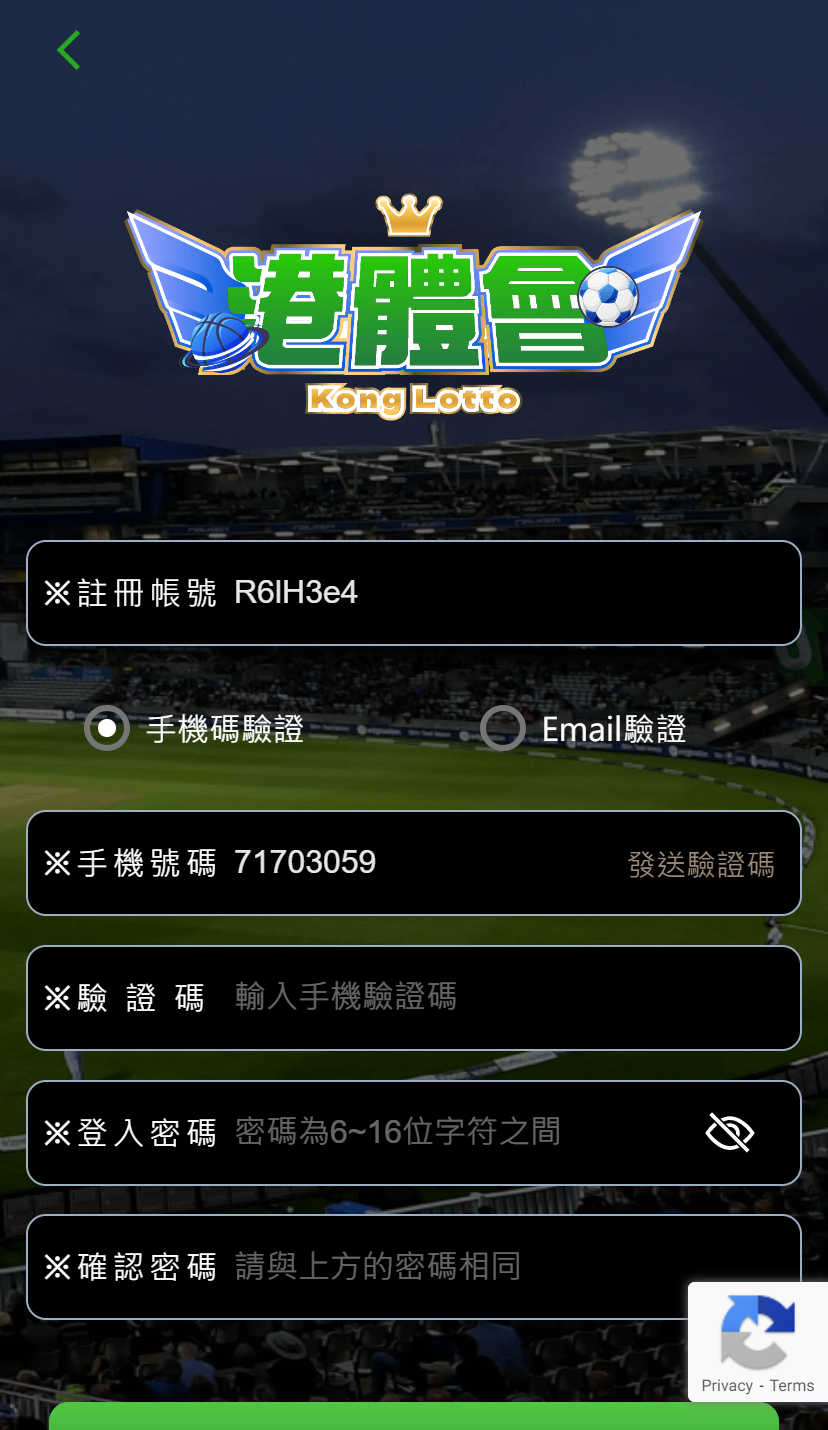 港體會
Kong Lotto
※註冊帳號 R6lH3e4
手機碼驗證 Email驗證
※手機號碼 71703059 發送驗證碼
※驗證碼 輸入手機驗證碼
※登入密碼 密碼為6~16位字符之間
※確認密碼 請與上方的密碼相同
Privacy - Terms